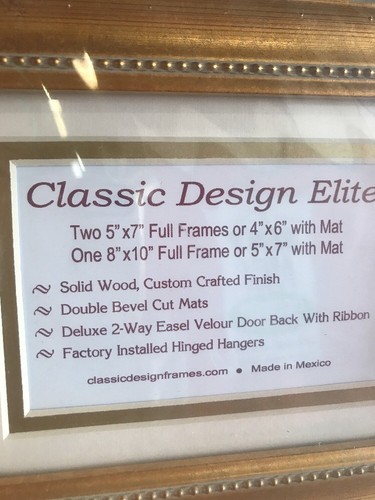 Classic Design Elite
Two 5"x7" Full Frames or 4"x6" with Mat
One 8"x10" Full Frame or 5"x7" with Mat
~ Solid Wood, Custom Crafted Finish
~ Double Bevel Cut Mats
~ Deluxe 2-Way Easel Velour Door Back With Ribbon
~ Factory Installed Hinged Hangers
classicdesignframes.com • Made in Mexico